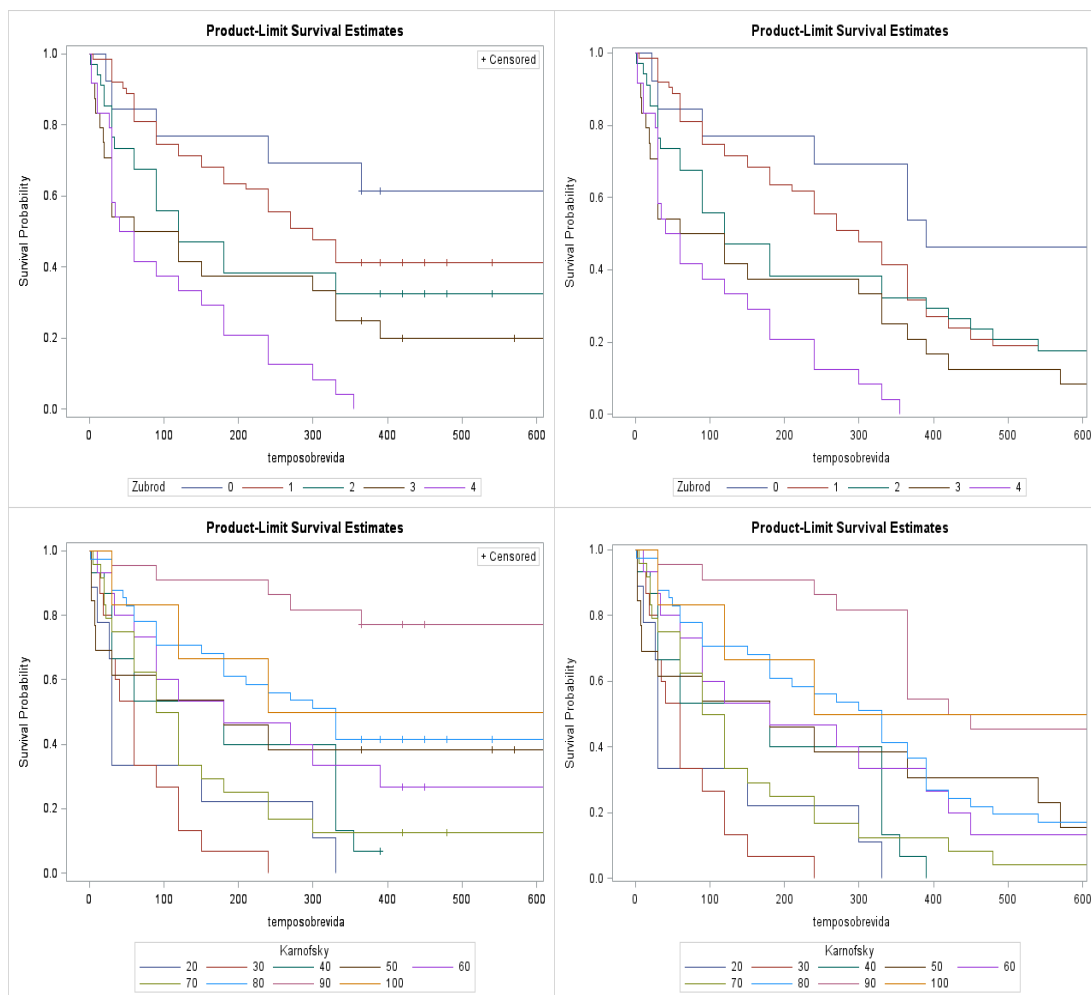 Product-Limit Survival Estimates
+ Censored
Survival Probability
1.0
0.8
0.6
0.4
0.2
0.0
0 100 200 300 400 500 600
temposobrevida
Zubrod 0 1 2 3 4
Product-Limit Survival Estimates
Survival Probability
1.0
0.8
0.6
0.4
0.2
0.0
0 100 200 300 400 500 600
temposobrevida
Zubrod 0 1 2 3 4
Product-Limit Survival Estimates
+ Censored
Survival Probability
1.0
0.8
0.6
0.4
0.2
0.0
0 100 200 300 400 500 600
temposobrevida
Karnofsky
20 30 40 50 60
70 80 90 100
Product-Limit Survival Estimates
Survival Probability
1.0
0.8
0.6
0.4
0.2
0.0
0 100 200 300 400 500 600
temposobrevida
Karnofsky
20 30 40 50 60
70 80 90 100